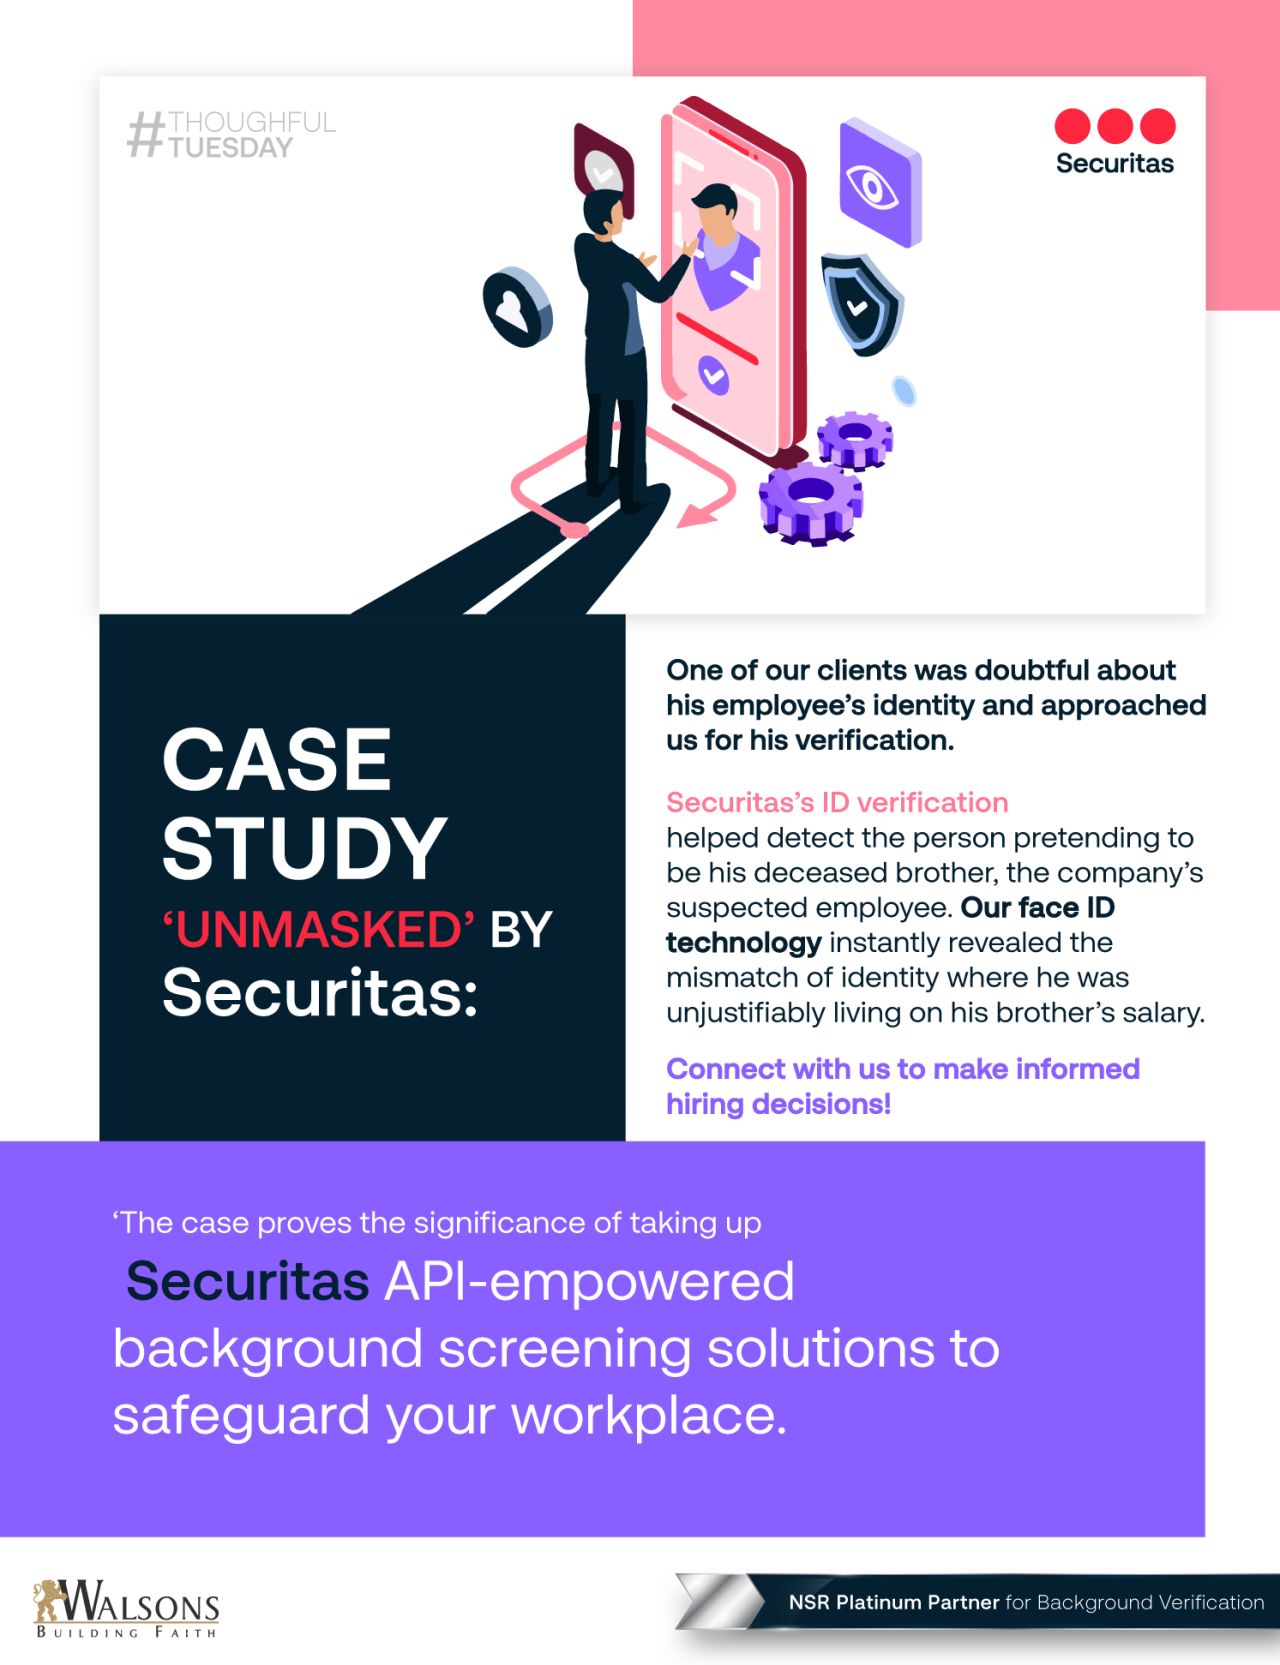 #THOUGHFUL
TUESDAY
Securitas
CASE
STUDY
‘UNMASKED’ BY
Securitas:
One of our clients was doubtful about
his employee’s identity and approached
us for his verification.
Securitas’s ID verification
helped detect the person pretending to
be his deceased brother, the company’s
suspected employee. Our face ID
technology instantly revealed the
mismatch of identity where he was
unjustifiably living on his brother’s salary.
Connect with us to make informed
hiring decisions!
‘The case proves the significance of taking up
Securitas API-empowered
background screening solutions to
safeguard your workplace.
WALSONS
BUILDING FAITH
NSR Platinum Partner for Background Verification